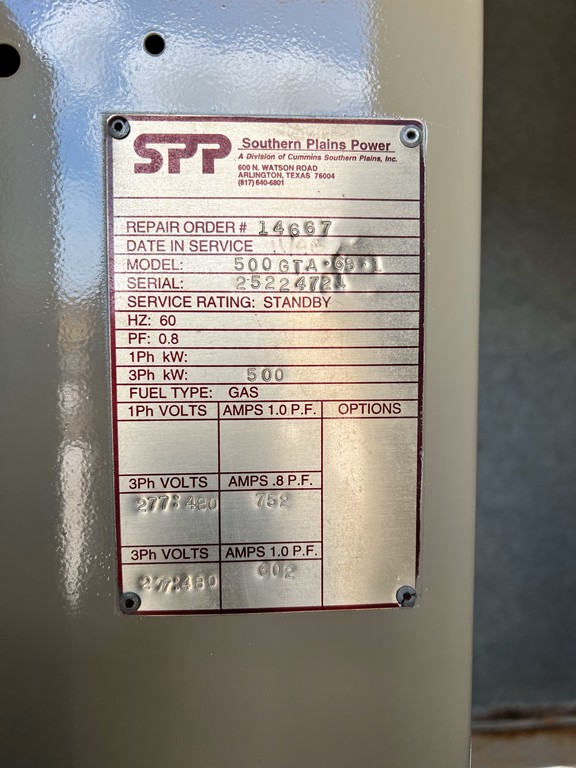 SPP
Southern Plains Power
A Division of Cummins Southern Plains, Inc.
600 N. WATSON ROAD
ARLINGTON, TEXAS 76004
(817) 640-6801
REPAIR ORDER # 14667
DATE IN SERVICE
MODEL: 500GTA
SERIAL:
SERVICE RATING: STANDBY
HZ: 60
PF: 0.8
1Ph kW:
3Ph kW: 500
FUEL TYPE: GAS
1Ph VOLTS AMPS 1.0 P.F. OPTIONS
3Ph VOLTS AMPS .8 P.F.
277:480 752
3Ph VOLTS AMPS 1.0 P.F.
277:480 602